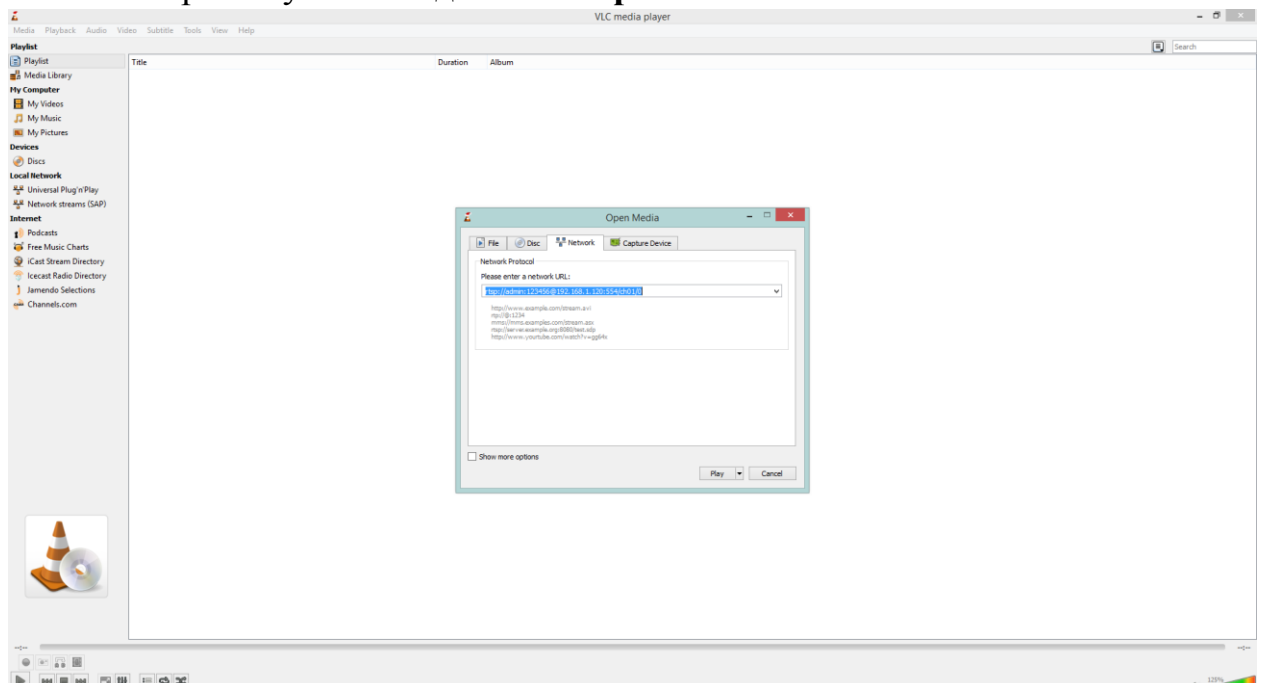 VLC media player
Media Playback Audio Video Subtitle Tools View Help
Playlist
Search
Playlist
Title Duration Album
Media Library
My Computer
My Videos
My Music
My Pictures
Devices
Discs
Local Network
Universal Plug'n'Play
Network streams (SAP)
Internet
Podcasts
Free Music Charts
iCast Stream Directory
Icecast Radio Directory
Jamendo Selections
Channels.com
Open Media
File Disc Network Capture Device
Network Protocol
Please enter a network URL:
rtsp://admin:123456@192.168.1.120:554/ch01/0
http://www.example.com/stream.avi
rtp://@:1234
mms://mms.examples.com/stream.asx
rtsp://server.example.org:8080/test.sdp
http://www.yourtube.com/watch?v=gg64x
Show more options
Play Cancel
--:-- --:--
123%